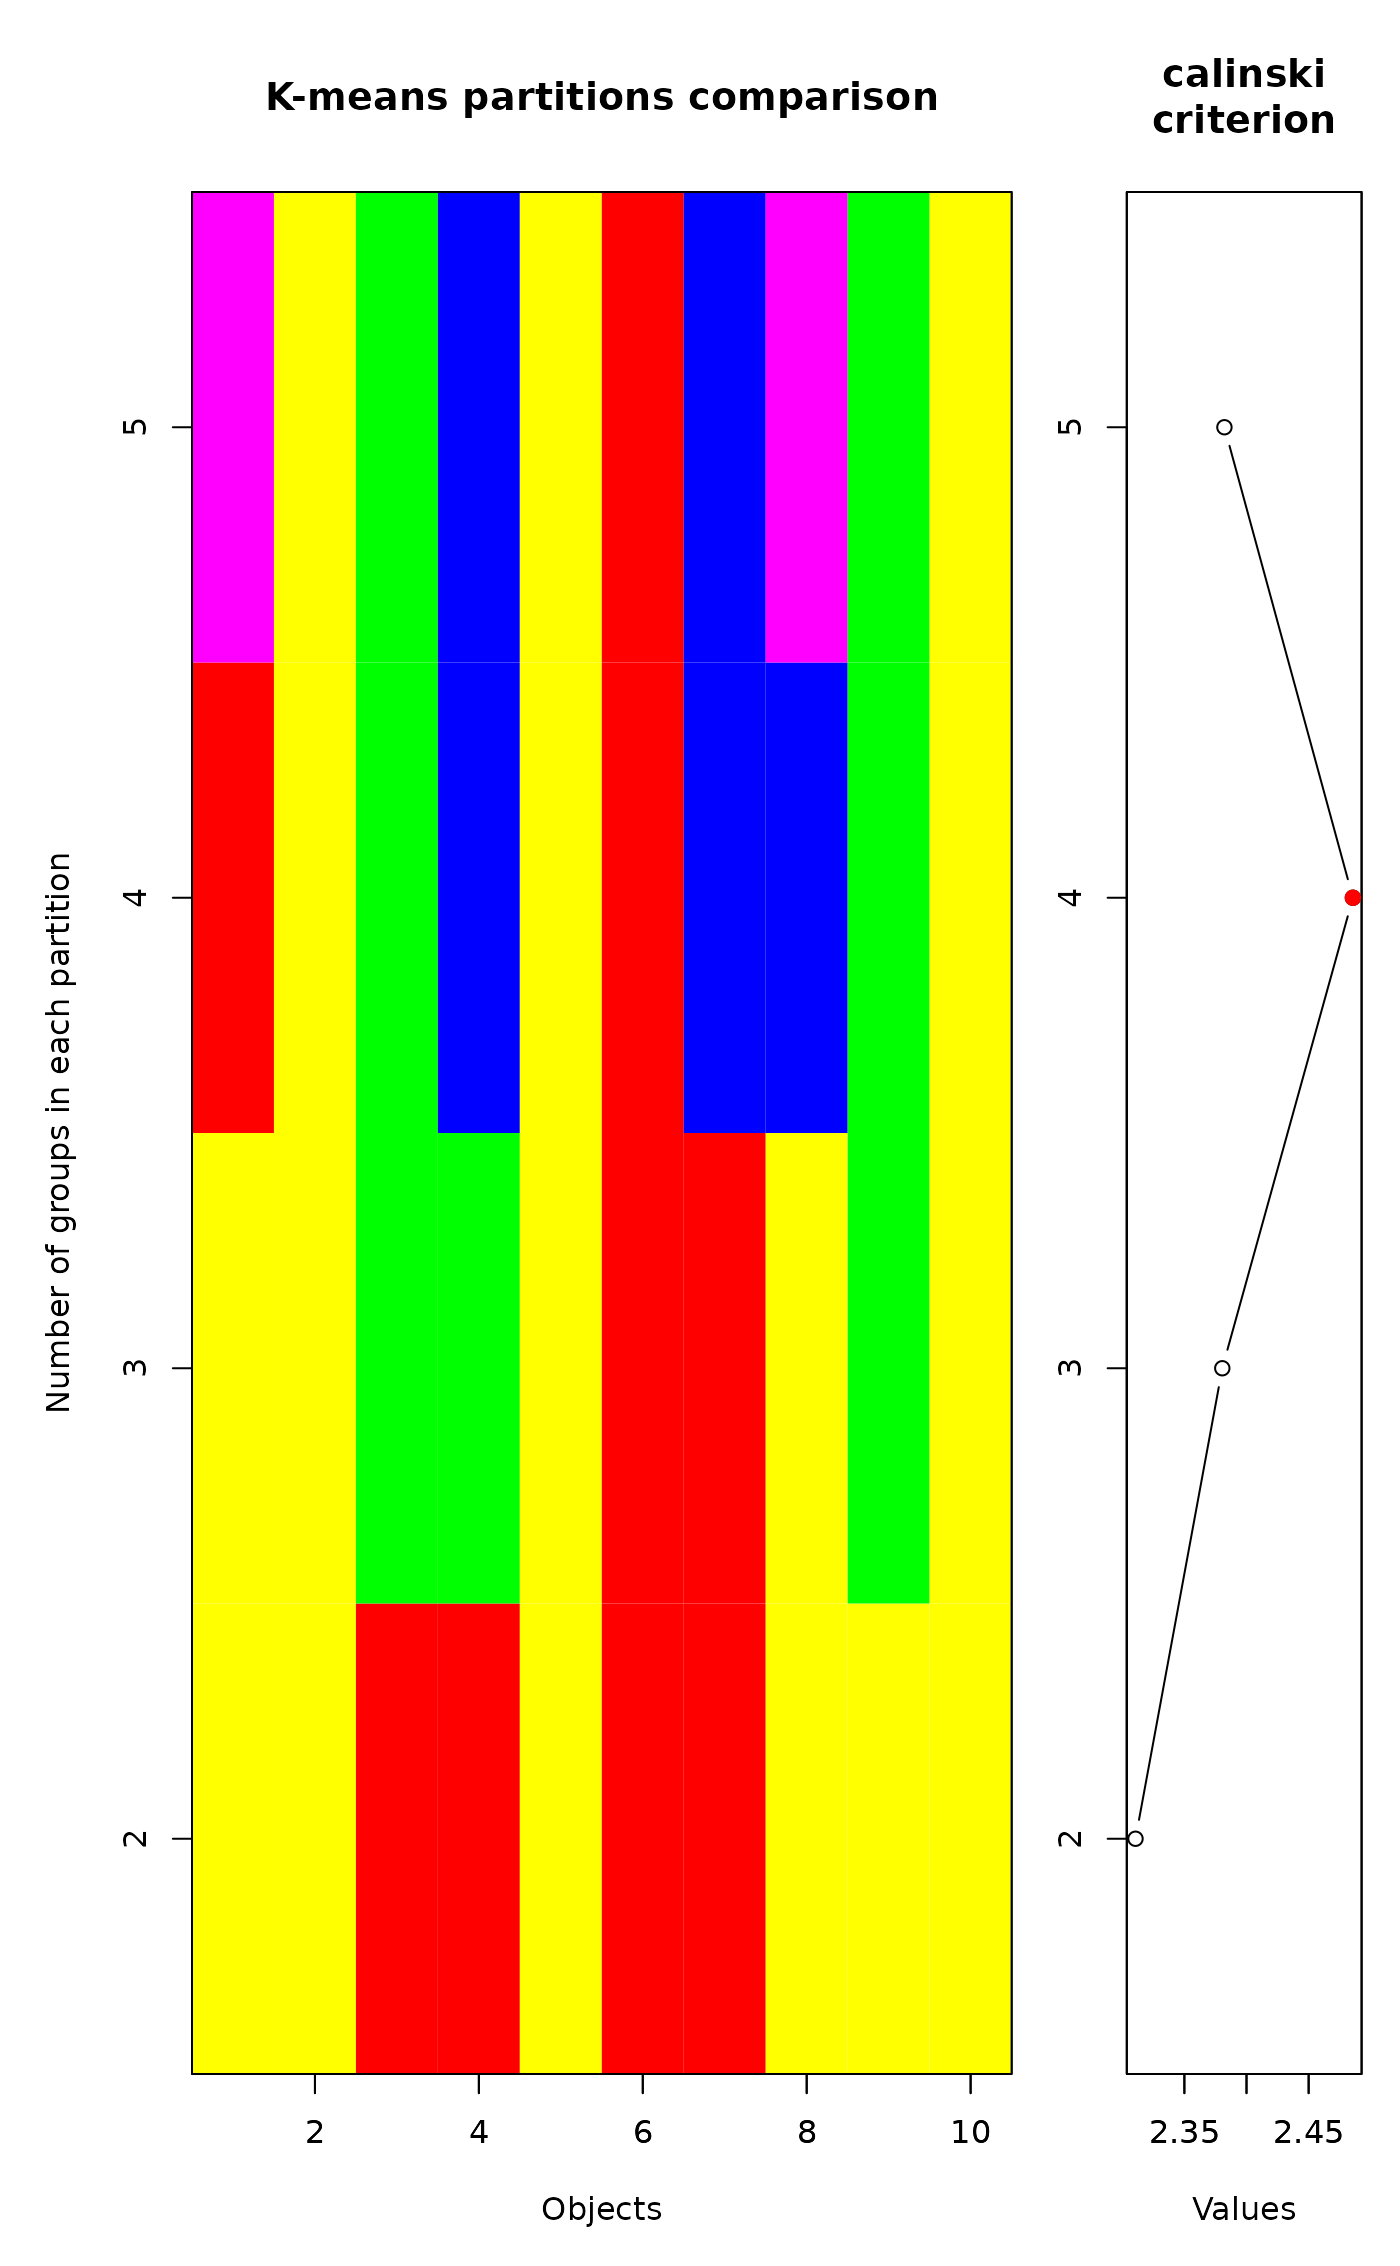 K-means partitions comparison
calinski
criterion
Number of groups in each partition
5
4
3
2
2 4 6 8 10
Objects
5
4
3
2
2.35 2.45
Values